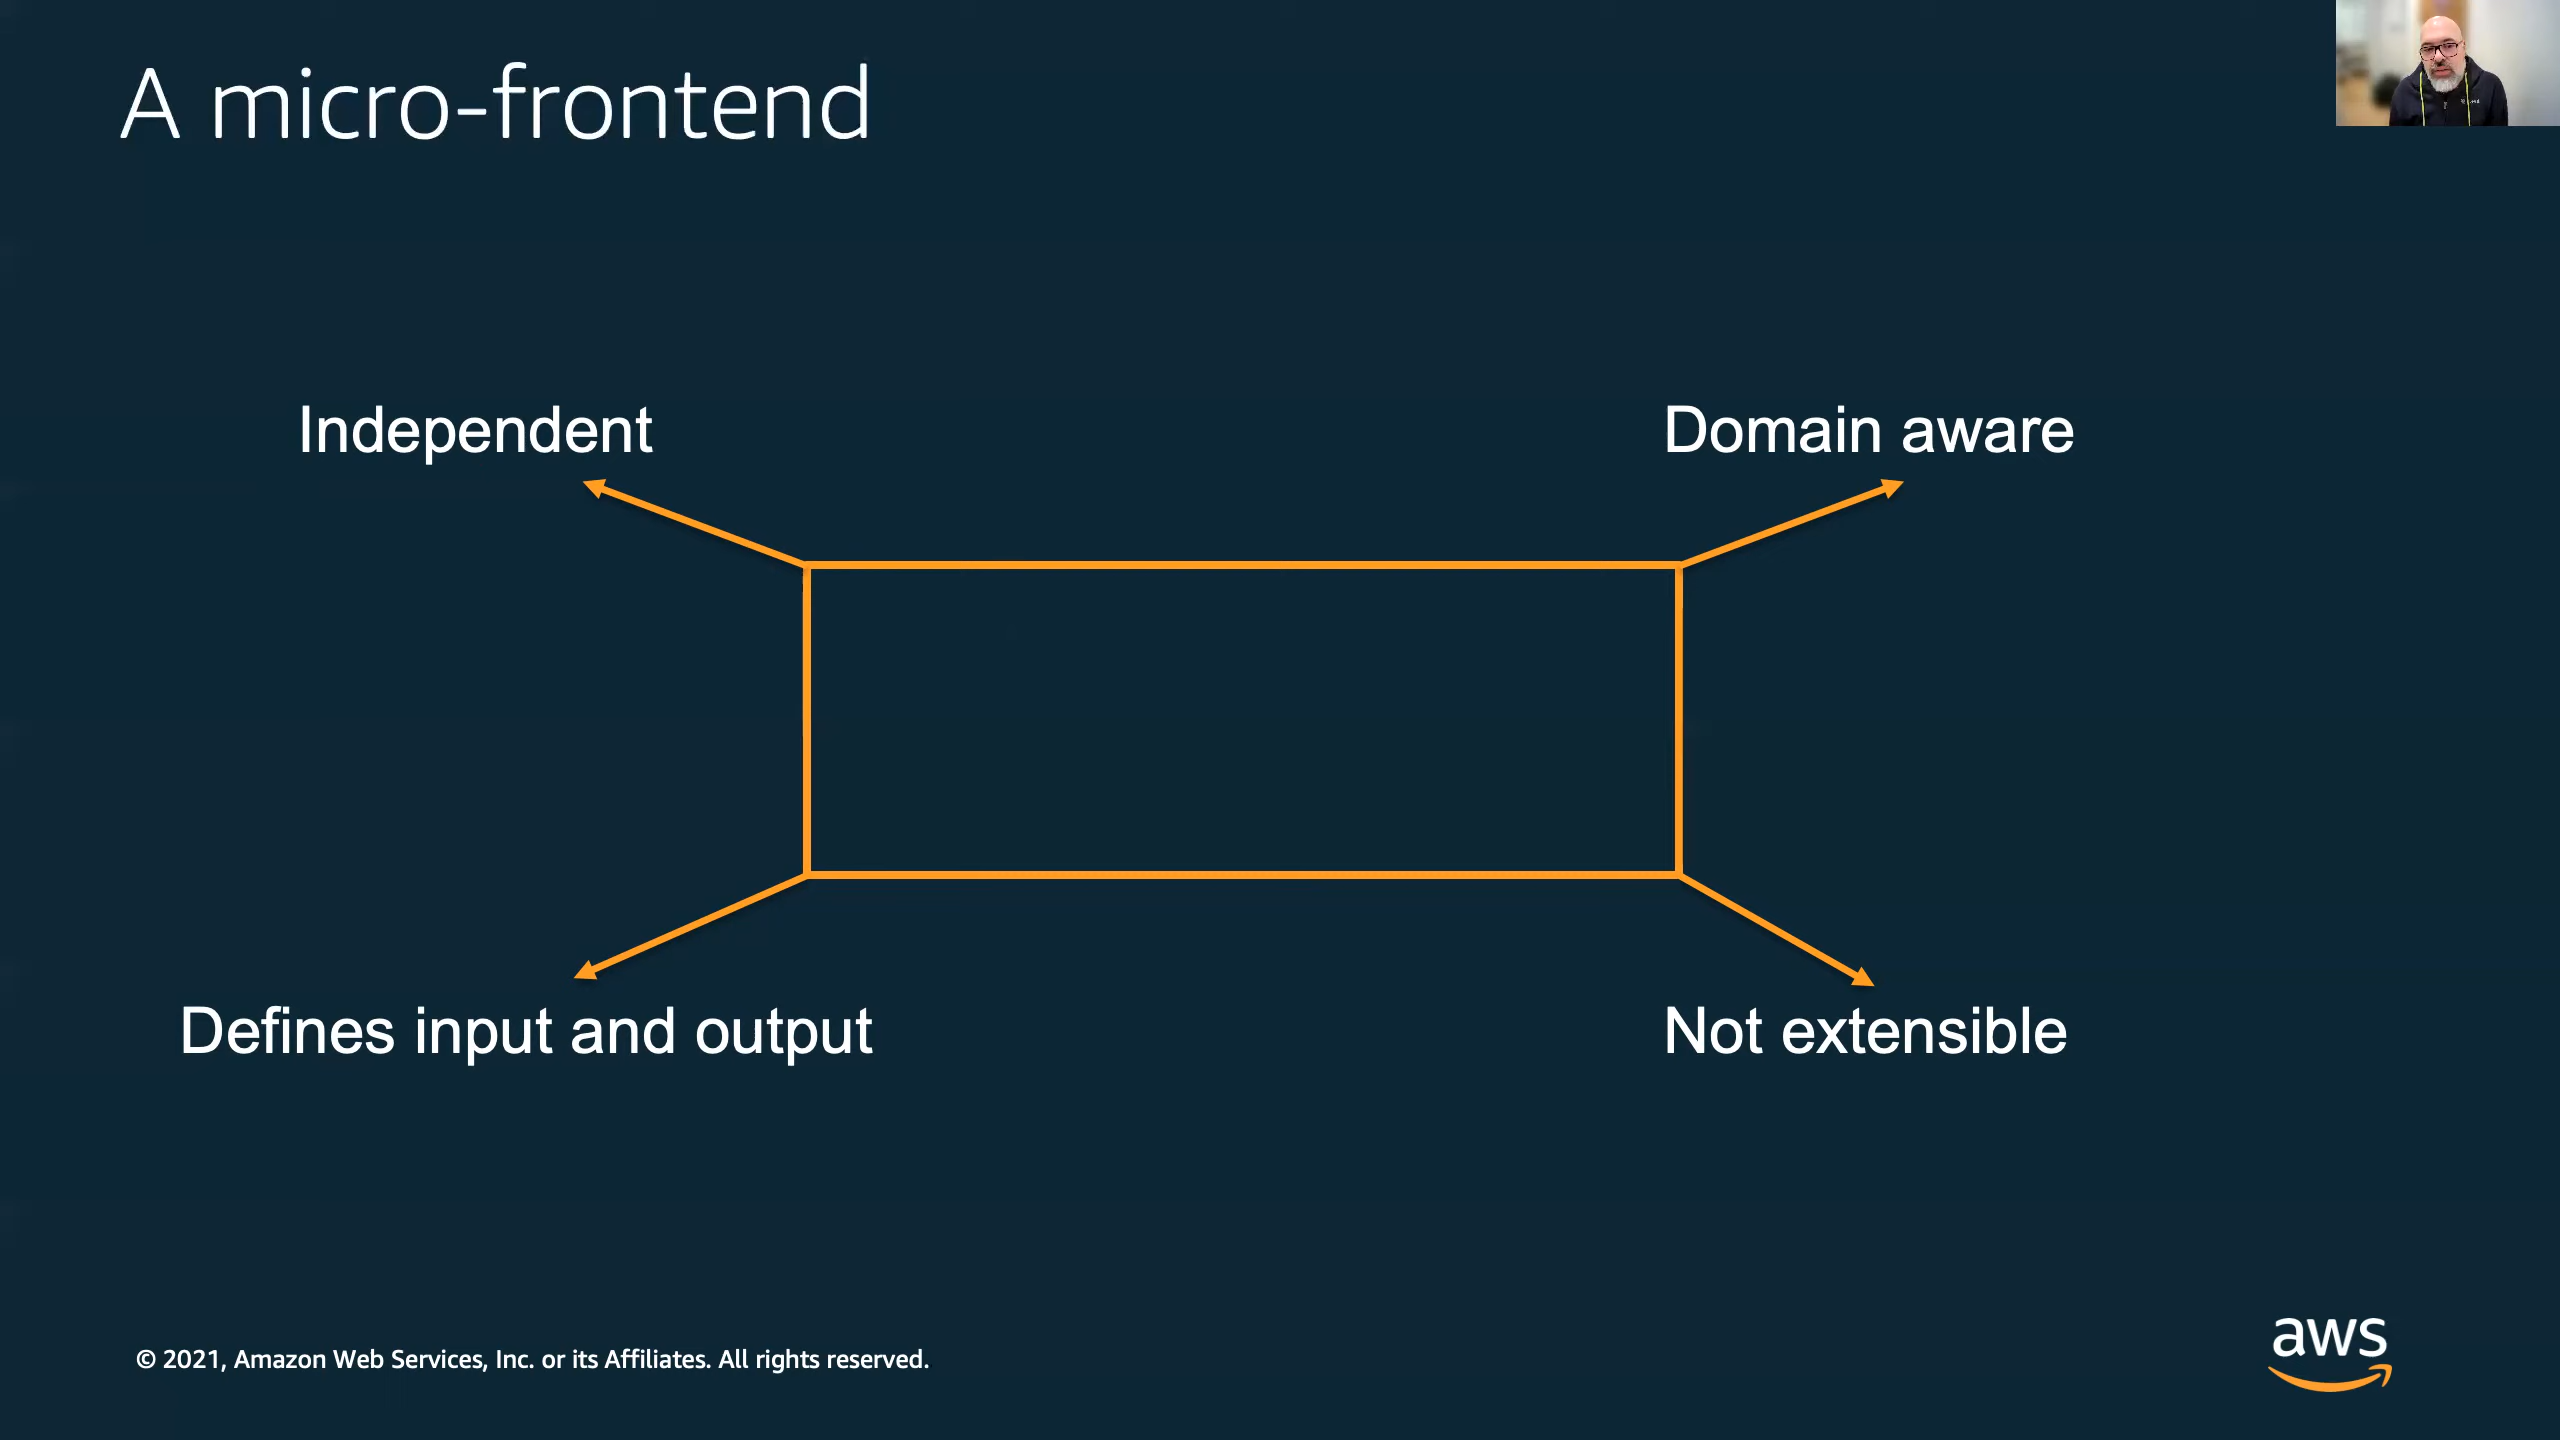 A micro-frontend
Independent
Domain aware
Defines input and output
Not extensible
© 2021, Amazon Web Services, Inc. or its Affiliates. All rights reserved.
aws